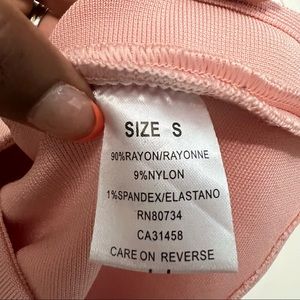 SIZE S
90%RAYON/RAYONNE
9%NYLON
1%SPANDEX/ELASTANO
RN80734
CA31458
CARE ON REVERSE